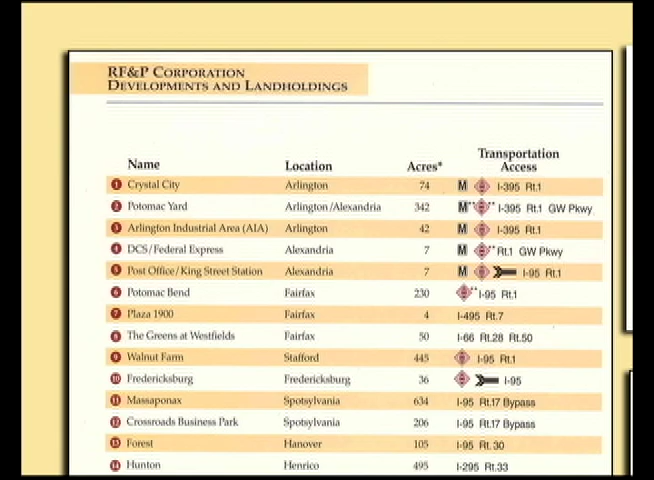 RF&P CORPORATION
DEVELOPMENTS AND LANDHOLDINGS
Name Location Acres* Transportation Access
1 Crystal City Arlington 74 M I-395 Rt.1
2 Potomac Yard Arlington/Alexandria 342 M** ** I-395 Rt.1 GW Pkwy
3 Arlington Industrial Area (AIA) Arlington 42 M I-395 Rt.1
4 DCS/Federal Express Alexandria 7 M ** Rt.1 GW Pkwy
5 Post Office/King Street Station Alexandria 7 M I-95 Rt.1
6 Potomac Bend Fairfax 230 ** I-95 Rt.1
7 Plaza 1900 Fairfax 4 I-495 Rt.7
8 The Greens at Westfields Fairfax 50 I-66 Rt.28 Rt.50
9 Walnut Farm Stafford 445 I-95 Rt.1
10 Fredericksburg Fredericksburg 36 I-95
11 Massaponax Spotsylvania 634 I-95 Rt.17 Bypass
12 Crossroads Business Park Spotsylvania 206 I-95 Rt.17 Bypass
13 Forest Hanover 105 I-95 Rt.30
14 Hunton Henrico 495 I-295 Rt.33